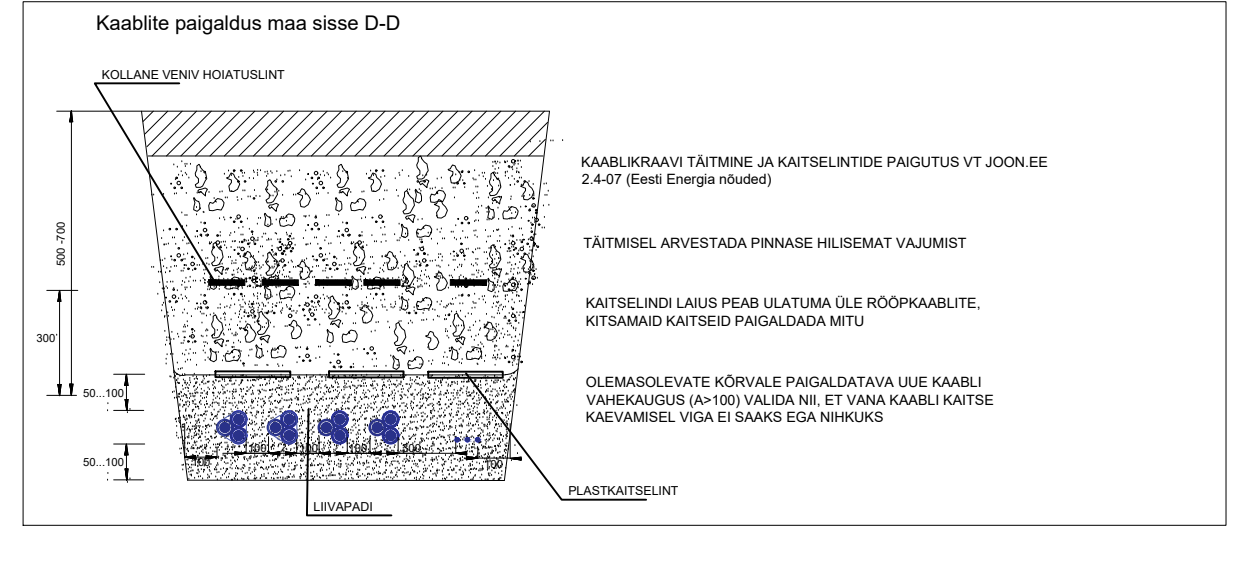 Kaablite paigaldus maa sisse D-D
KOLLANE VENIV HOIATUSLINT
KAABLIKRAAVI TÄITMINE JA KAITSELINTIDE PAIGUTUS VT JOON.EE
2.4-07 (Eesti Energia nõuded)
500 -700
TÄITMISEL ARVESTADA PINNASE HILISEMAT VAJUMIST
KAITSELINDI LAIUS PEAB ULATUMA ÜLE RÖÖPKAABLITE,
KITSAMAID KAITSEID PAIGALDADA MITU
300'
OLEMASOLEVATE KÕRVALE PAIGALDATAVA UUE KAABLI
VAHEKAUGUS (A>100) VALIDA NII, ET VANA KAABLI KAITSE
KAEVAMISEL VIGA EI SAAKS EGA NIHKUKS
50...100
50...100
100
100
100
100
100
PLASTKAITSELINT
LIIVAPADI